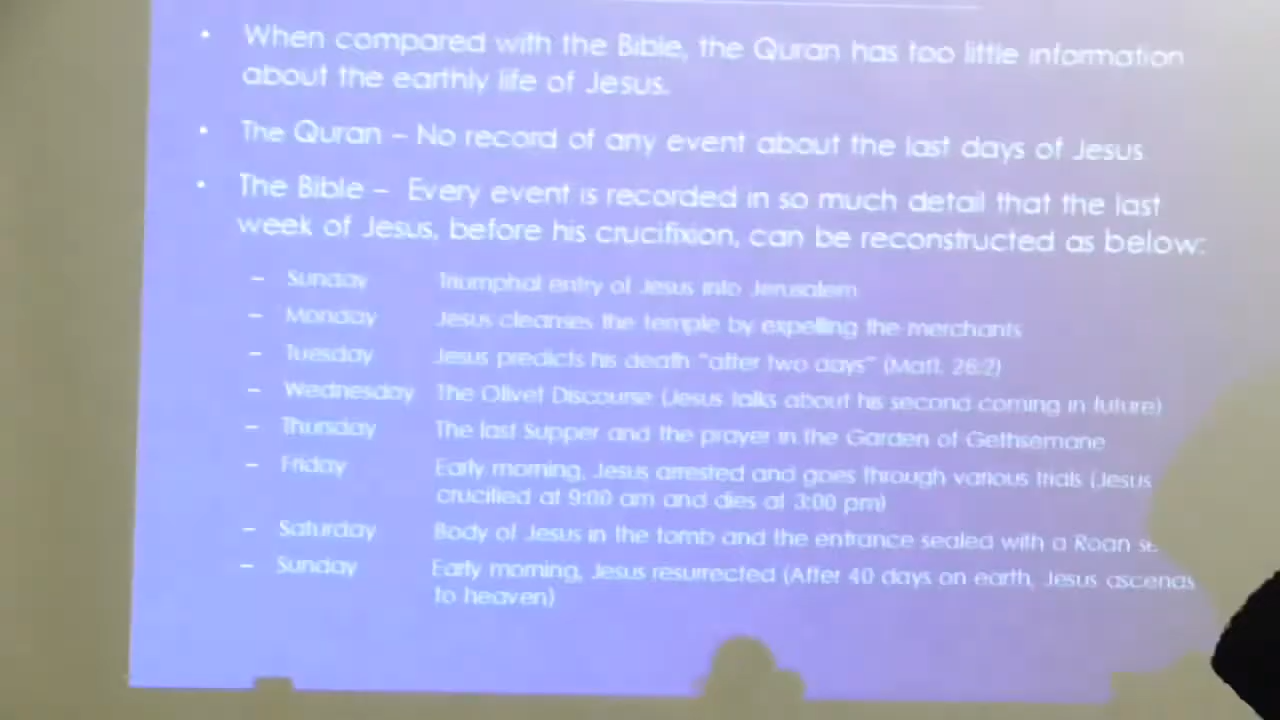 • When compared with the Bible, the Quran has too little information
about the earthly life of Jesus.
• The Quran – No record of any event about the last days of Jesus
• The Bible – Every event is recorded in so much detail that the last
week of Jesus, before his crucifixion, can be reconstructed as below:
– Sunday Triumphal entry of Jesus into Jerusalem
– Monday Jesus cleanses the temple by expelling the merchants
– Tuesday Jesus predicts his death "after two days" (Matt. 26:2)
– Wednesday The Olivet Discourse (Jesus talks about his second coming in future)
– Thursday The last Supper and the prayer in the Garden of Gethsemane
– Friday Early morning, Jesus arrested and goes through various trials (Jesus
crucified at 9:00 am and dies at 3:00 pm)
– Saturday Body of Jesus in the tomb and the entrance sealed with a Roan
– Sunday Early morning, Jesus resurrected (After 40 days on earth, Jesus ascends
to heaven)